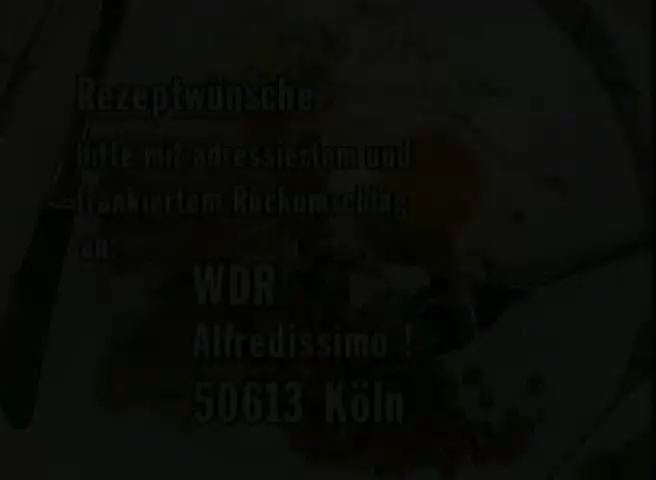 Rezeptwünsche
bitte mit adressiertem und
frankiertem Rückumschlag
an:
WDR
Alfredissimo !
50613 Köln